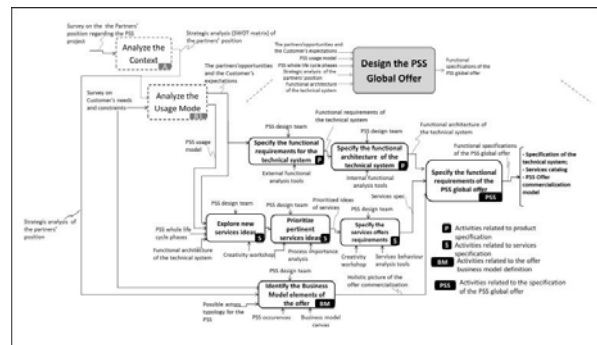 Survey on the the Partners'
position regarding the PSS
project
Strategic analysis (SWOT matrix) of
the partners' position
Analyze the
Context
A
The partners'opportunities
and the Customer's
expectations
Survey
on Customer's needs
and constraints
Analyze the
Usage Mode
The partners'opportunities and
the Customer's expectations
PSS usage model
PSS whole life cycle phases
Strategic analysis of the
partners' position
Functional architecture
of the technical system
Design the PSS
Global Offer
Functional
specifications of
the PSS global offer
PSS usage
model
PSS design team
Specify the functional
requirements for the
technical system
P
External functional
analysis tools
Functional requirements of
the technical system
PSS design team
Specify the functional
architecture of the
technical system
P
Internal functional
analysis tools
Functional architecture of
the technical system
Functional specifications
of the PSS global offer
Specify the functional
requirements of the
PSS global offer
PSS
- Specification of the
technical system;
- Services catalog
- PSS Offer
commercialization
model
Services spec.
PSS design team
Explore new
services ideas
S
Creativity workshop
PSS design team
Prioritize
pertinent
services ideas
S
Process importance
analysis
Prioritized ideas
of services
PSS design team
Specify the
services offers
requirements
S
Creativity
workshop
Services behaviour
analysis tools
PSS whole life
cycle phases
Functional architecture
of the technical system
Strategic analysis of the
partners' position
PSS design team
Identify the Business
Model elements of
the offer
BM
Holistic picture of the
offer commercialization
typology for the
PSS
PSS occurences
Business model
canvas
P
Activities related to product
specification
S
Activities related to services
specification
BM
Activities related to the offer
business model definition
PSS
Activities related to the specification
of the PSS global offer